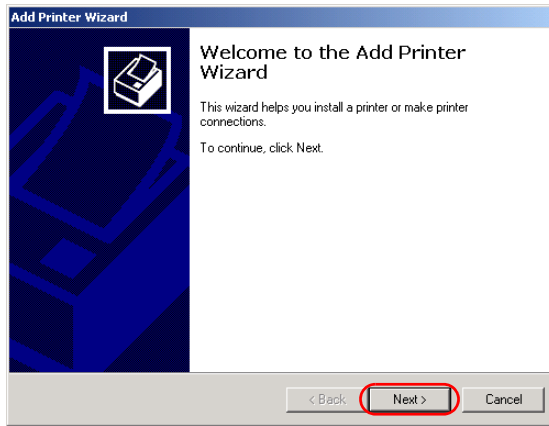 Add Printer Wizard
Welcome to the Add Printer
Wizard
This wizard helps you install a printer or make printer
connections.
To continue, click Next.
< Back Next > Cancel